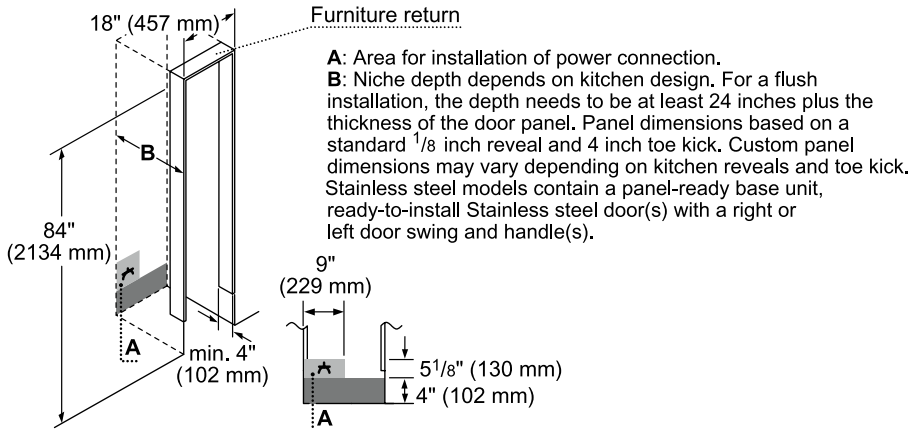 18" (457 mm)
Furniture return
A: Area for installation of power connection.
B: Niche depth depends on kitchen design. For a flush
installation, the depth needs to be at least 24 inches plus the
thickness of the door panel. Panel dimensions based on a
standard 1/8 inch reveal and 4 inch toe kick. Custom panel
dimensions may vary depending on kitchen reveals and toe kick.
Stainless steel models contain a panel-ready base unit,
ready-to-install Stainless steel door(s) with a right or
left door swing and handle(s).
B
84"
(2134 mm)
A
min. 4"
(102 mm)
9"
(229 mm)
5 1/8" (130 mm)
4" (102 mm)
A